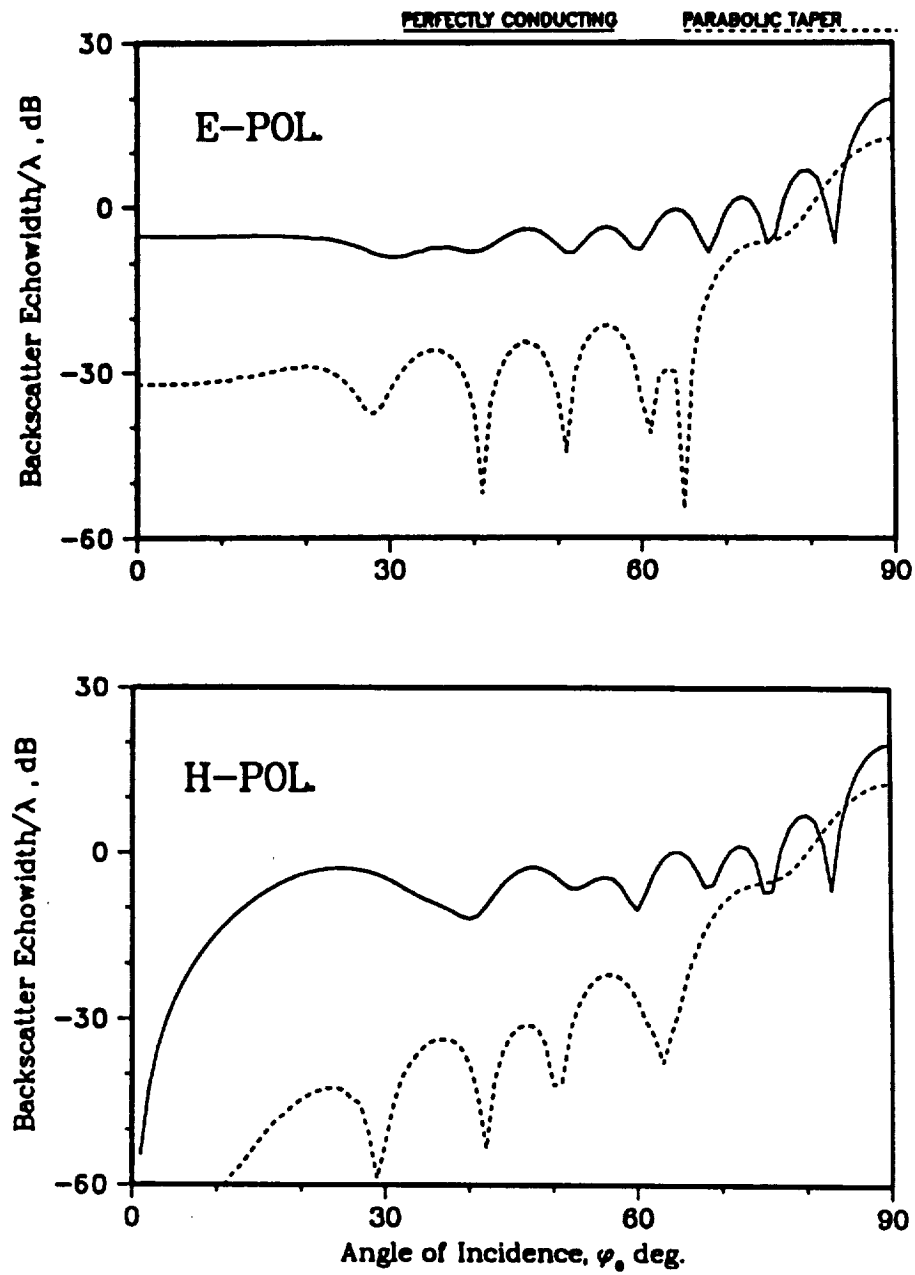 PERFECTLY CONDUCTING PARABOLIC TAPER
30
E-POL.
0
-30
-60
0 30 60 90
Backscatter Echowidth/λ, dB
30
H-POL.
0
-30
-60
0 30 60 90
Backscatter Echowidth/λ, dB
Angle of Incidence, φ₀ deg.